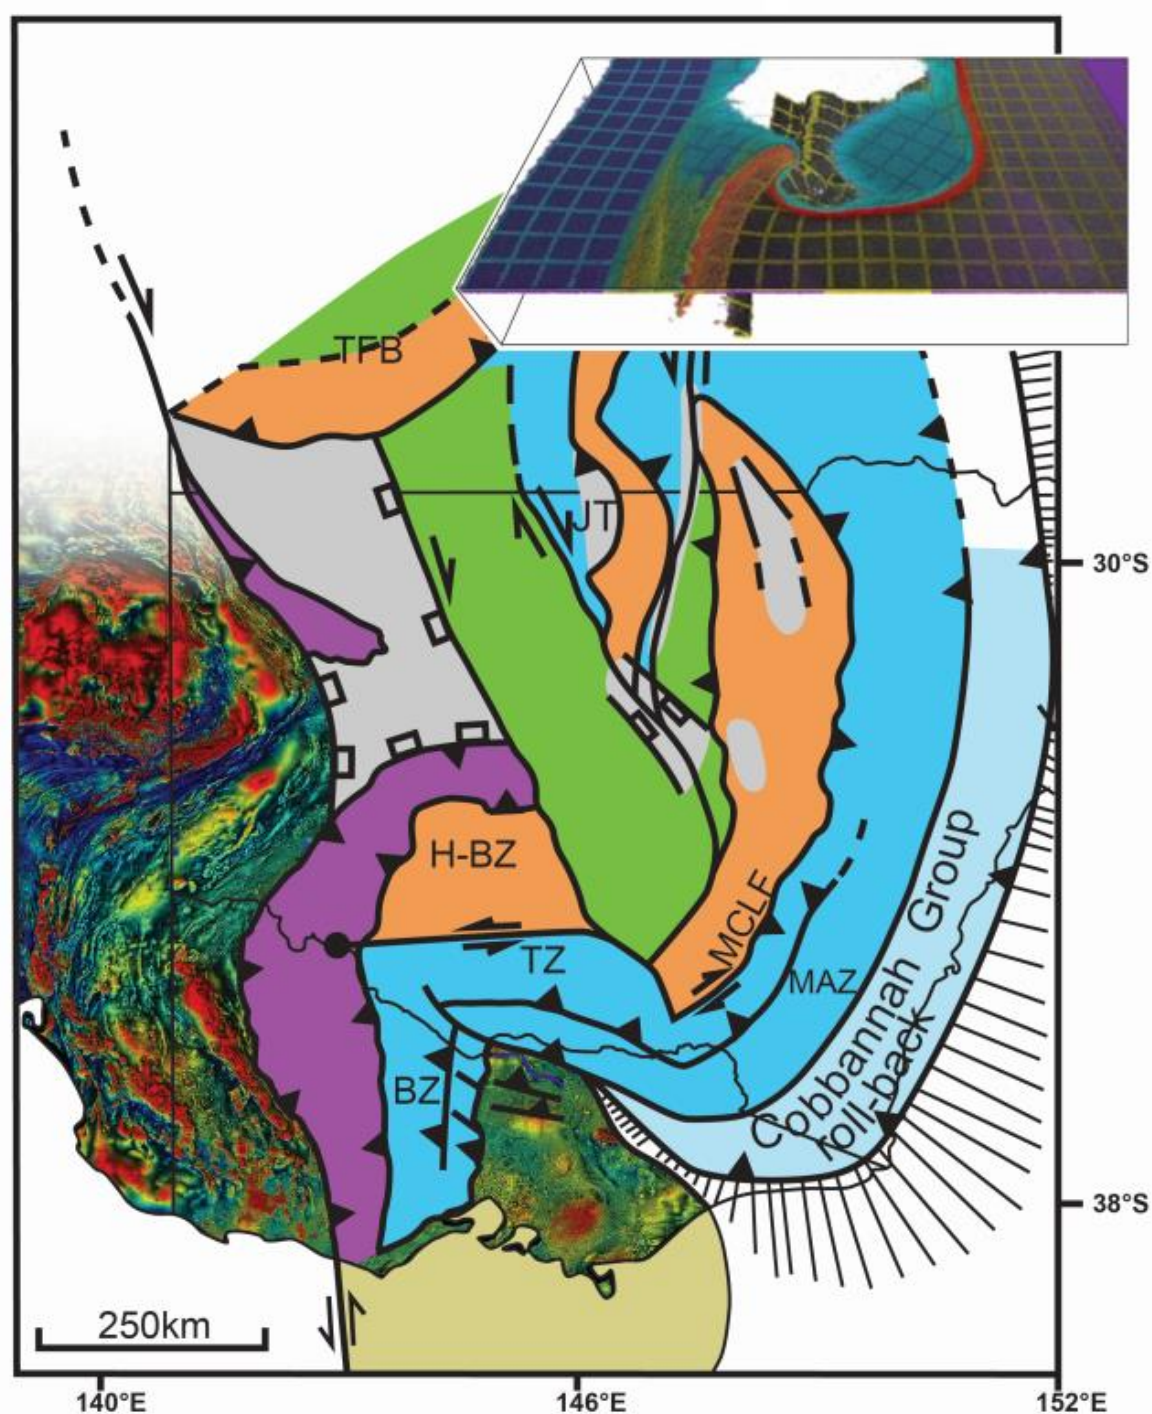 TFB
JT
30°S
H-BZ
MCLF
TZ
MAZ
Cobbannah Group
roll-back
BZ
38°S
250km
140°E
146°E
152°E